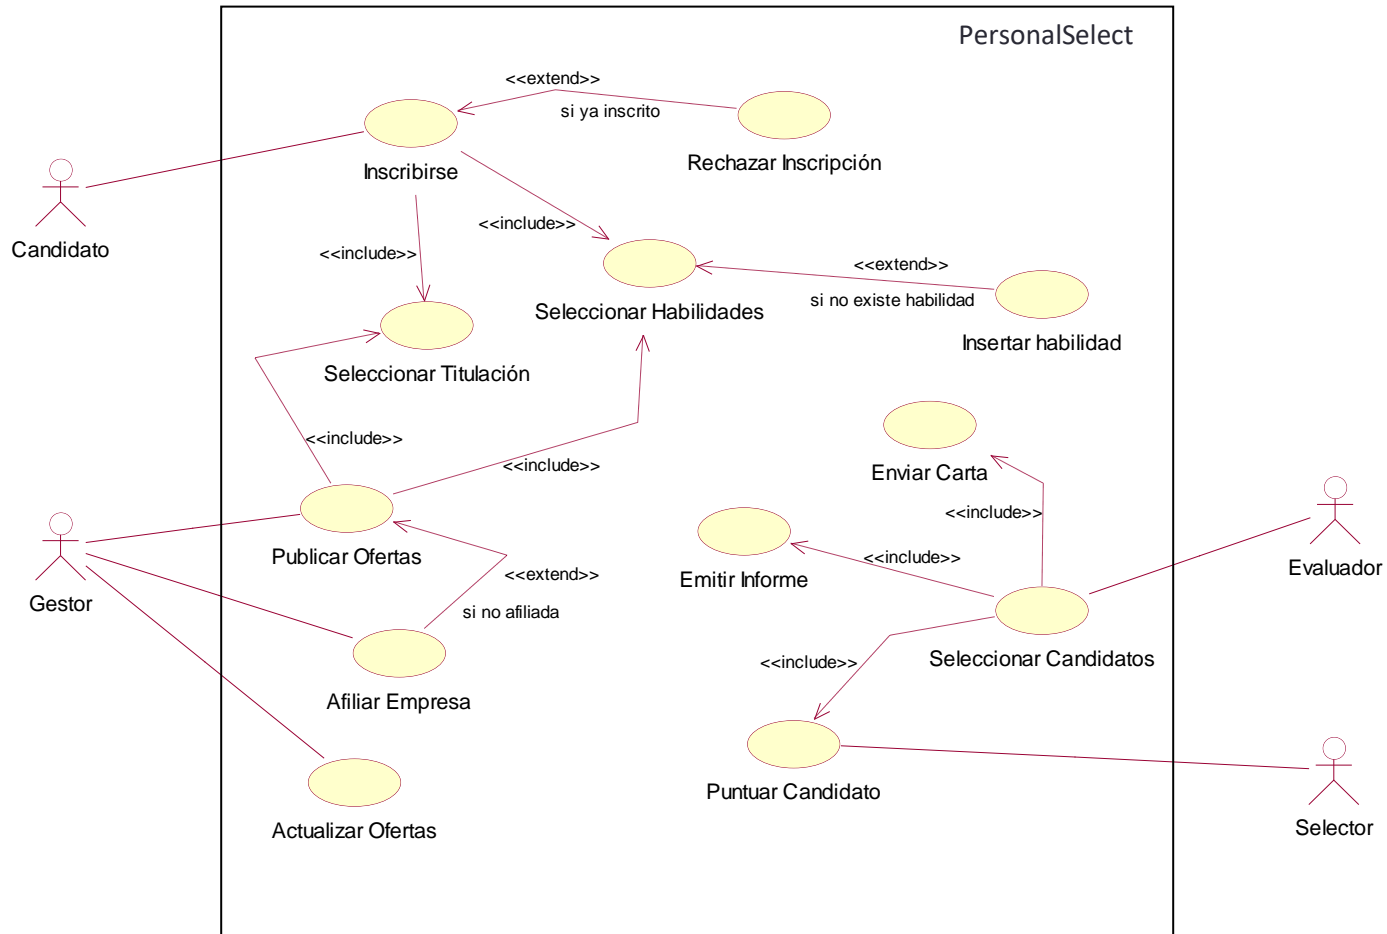 PersonalSelect
<<extend>>
si ya inscrito
Rechazar Inscripción
Inscribirse
Candidato
<<include>>
<<include>>
<<extend>>
si no existe habilidad
Seleccionar Habilidades
Insertar habilidad
Seleccionar Titulación
<<include>>
<<include>>
Enviar Carta
<<include>>
Publicar Ofertas
<<include>>
Emitir Informe
Evaluador
<<extend>>
si no afiliada
Gestor
Seleccionar Candidatos
<<include>>
Afiliar Empresa
Puntuar Candidato
Actualizar Ofertas
Selector